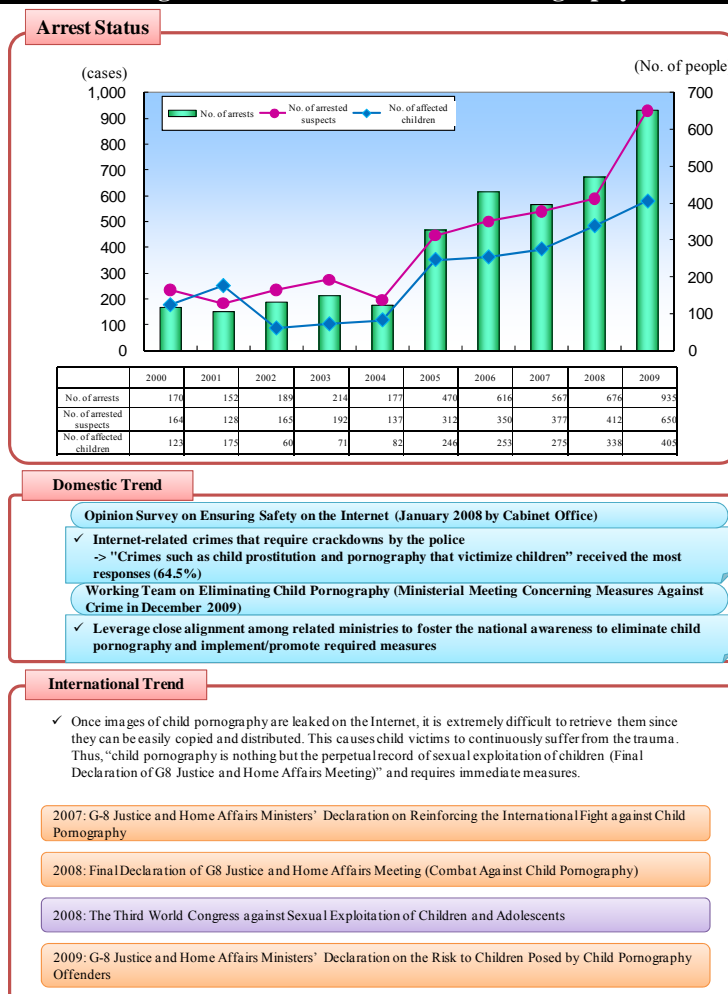 Arrest Status
(cases)
(No. of people
1,000
900
800
700
600
500
400
300
200
100
0
700
600
500
400
300
200
100
0
No. of arrests
No. of arrested suspects
No. of affected children
2000 2001 2002 2003 2004 2005 2006 2007 2008 2009
No. of arrests 170 152 189 214 177 470 616 567 676 935
No. of arrested suspects 164 128 165 192 137 312 350 377 412 650
No. of affected children 123 175 60 71 82 246 253 275 338 405
Domestic Trend
Opinion Survey on Ensuring Safety on the Internet (January 2008 by Cabinet Office)
✓ Internet-related crimes that require crackdowns by the police
-> "Crimes such as child prostitution and pornography that victimize children” received the most
responses (64.5%)
Working Team on Eliminating Child Pornography (Ministerial Meeting Concerning Measures Against
Crime in December 2009)
✓ Leverage close alignment among related ministries to foster the national awareness to eliminate child
pornography and implement/promote required measures
International Trend
✓ Once images of child pornography are leaked on the Internet, it is extremely difficult to retrieve them since
they can be easily copied and distributed. This causes child victims to continuously suffer from the trauma.
Thus, “child pornography is nothing but the perpetual record of sexual exploitation of children (Final
Declaration of G8 Justice and Home Affairs Meeting)” and requires immediate measures.
2007: G-8 Justice and Home Affairs Ministers’ Declaration on Reinforcing the International Fight against Child
Pornography
2008: Final Declaration of G8 Justice and Home Affairs Meeting (Combat Against Child Pornography)
2008: The Third World Congress against Sexual Exploitation of Children and Adolescents
2009: G-8 Justice and Home Affairs Ministers’ Declaration on the Risk to Children Posed by Child Pornography
Offenders